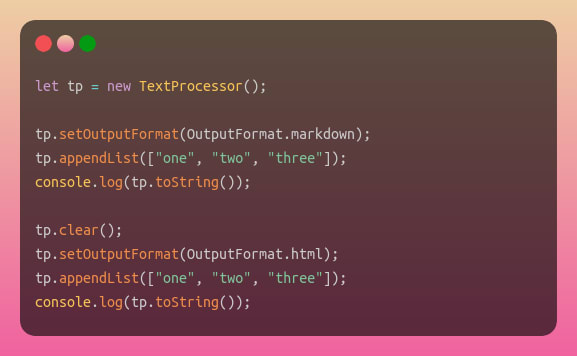 let tp = new TextProcessor();

tp.setOutputFormat(OutputFormat.markdown);
tp.appendList(["one", "two", "three"]);
console.log(tp.toString());

tp.clear();
tp.setOutputFormat(OutputFormat.html);
tp.appendList(["one", "two", "three"]);
console.log(tp.toString());